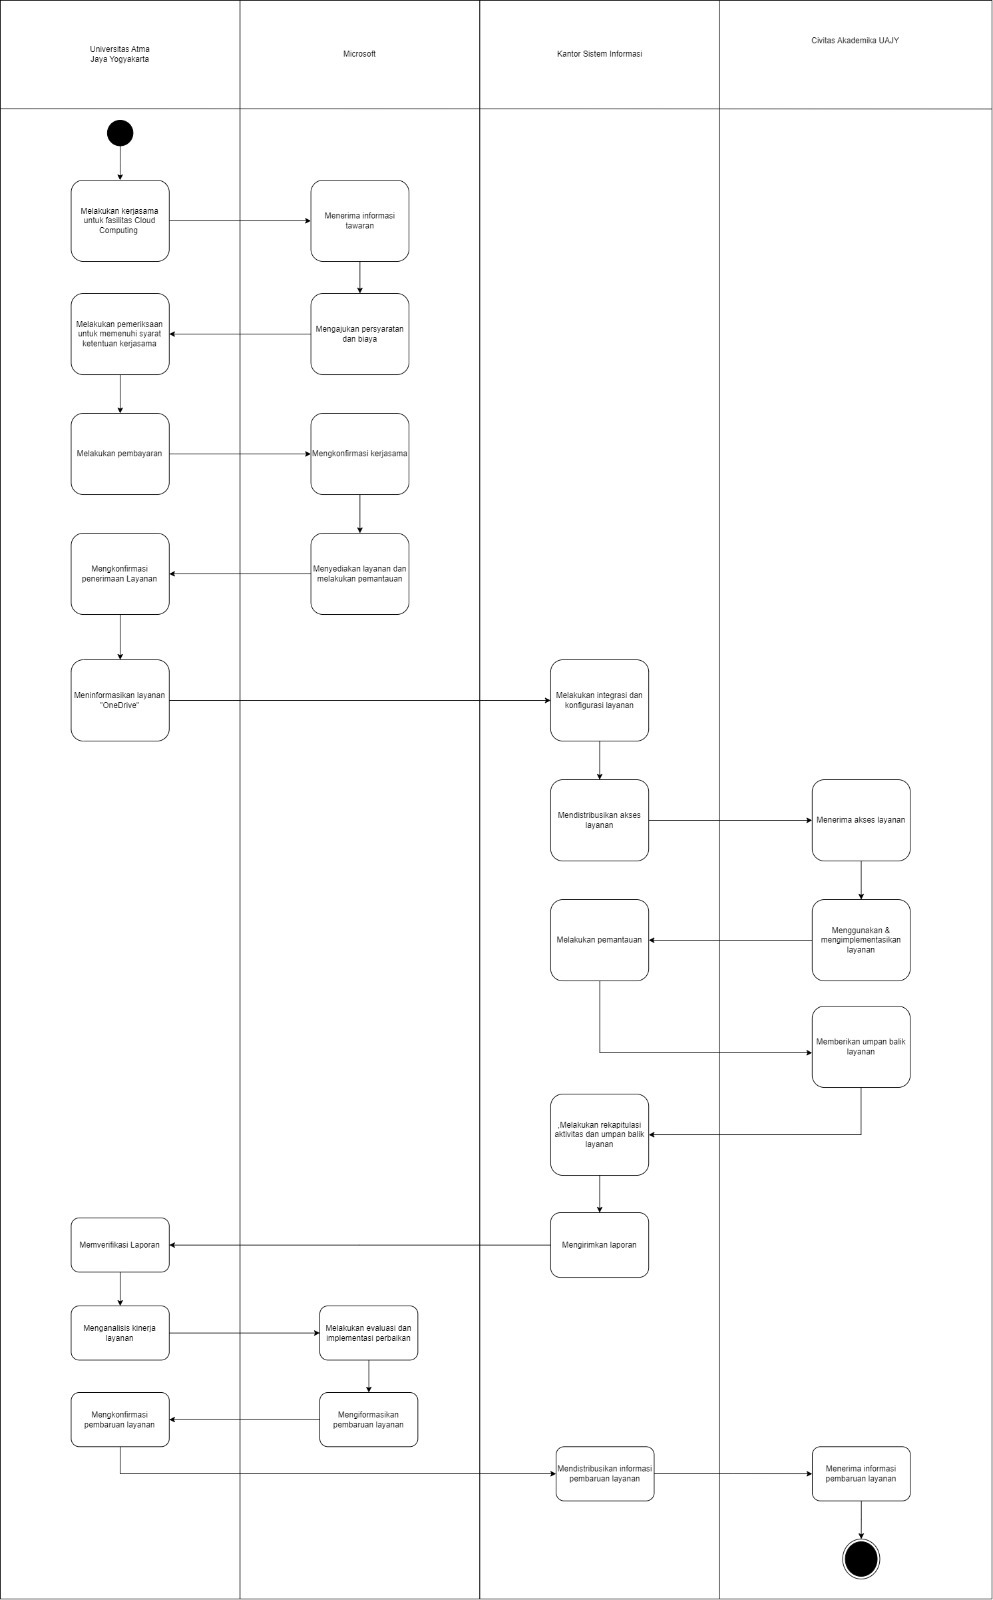 Universitas Atma
Jaya Yogyakarta
Microsoft
Kantor Sistem Informasi
Civitas Akademika UAJY
Melakukan kerjasama
untuk fasilitas Cloud
Computing
Menerima informasi
tawaran
Melakukan pemeriksaan
untuk memenuhi syarat
ketentuan kerjasama
Mengajukan persyaratan
dan biaya
Melakukan pembayaran
Mengkonfirmasi kerjasama
Mengkonfirmasi
penerimaan Layanan
Menyediakan layanan dan
melakukan pemantauan
Meninformasikan layanan
"OneDrive"
Melakukan integrasi dan
konfigurasi layanan
Mendistribusikan akses
layanan
Menerima akses layanan
Melakukan pemantauan
Menggunakan &
mengimplementasikan
layanan
Memberikan umpan balik
layanan
,Melakukan rekapitulasi
aktivitas dan umpan balik
layanan
Memverifikasi Laporan
Mengirimkan laporan
Menganalisis kinerja
layanan
Melakukan evaluasi dan
implementasi perbaikan
Mengkonfirmasi
pembaruan layanan
Mengiformasikan
pembaruan layanan
Mendistribusikan informasi
pembaruan layanan
Menerima informasi
pembaruan layanan